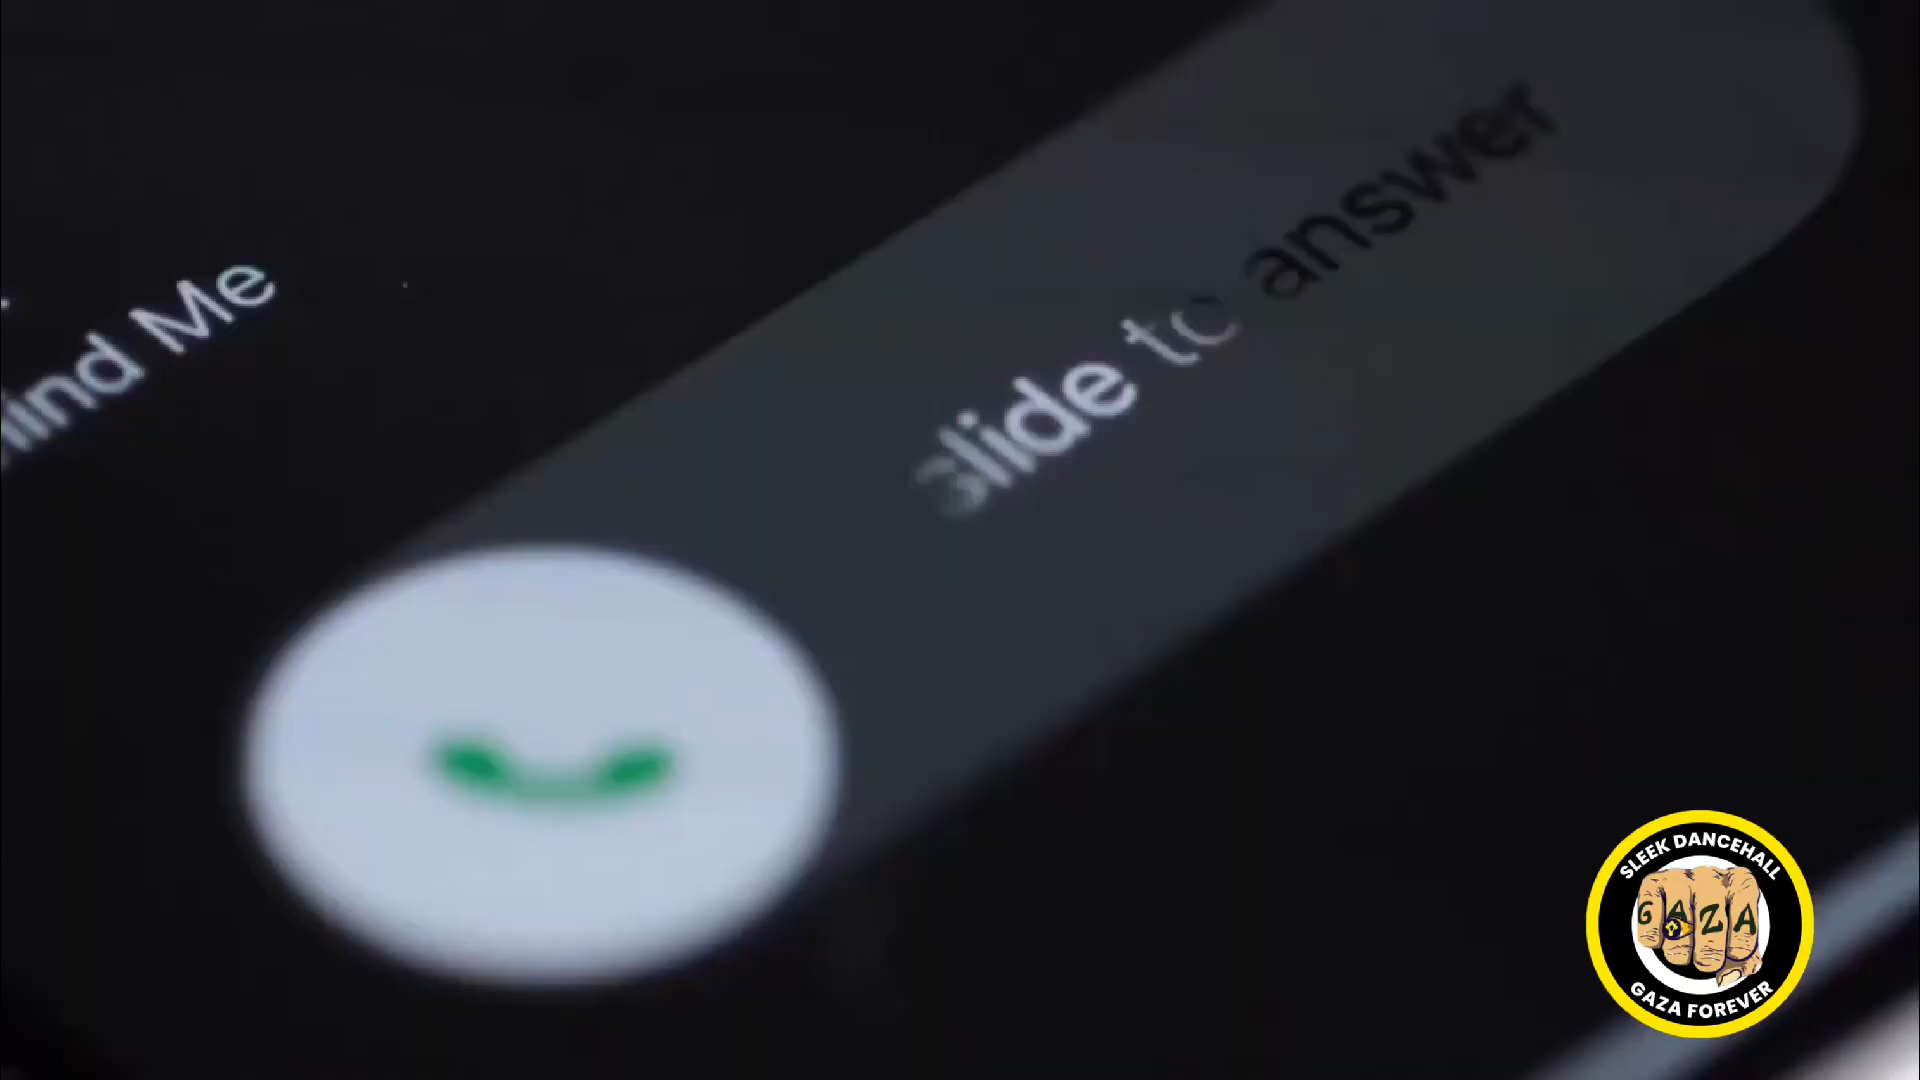 Me
slide to answer
SLEEK DANCEHALL
GAZA
GAZA FOREVER